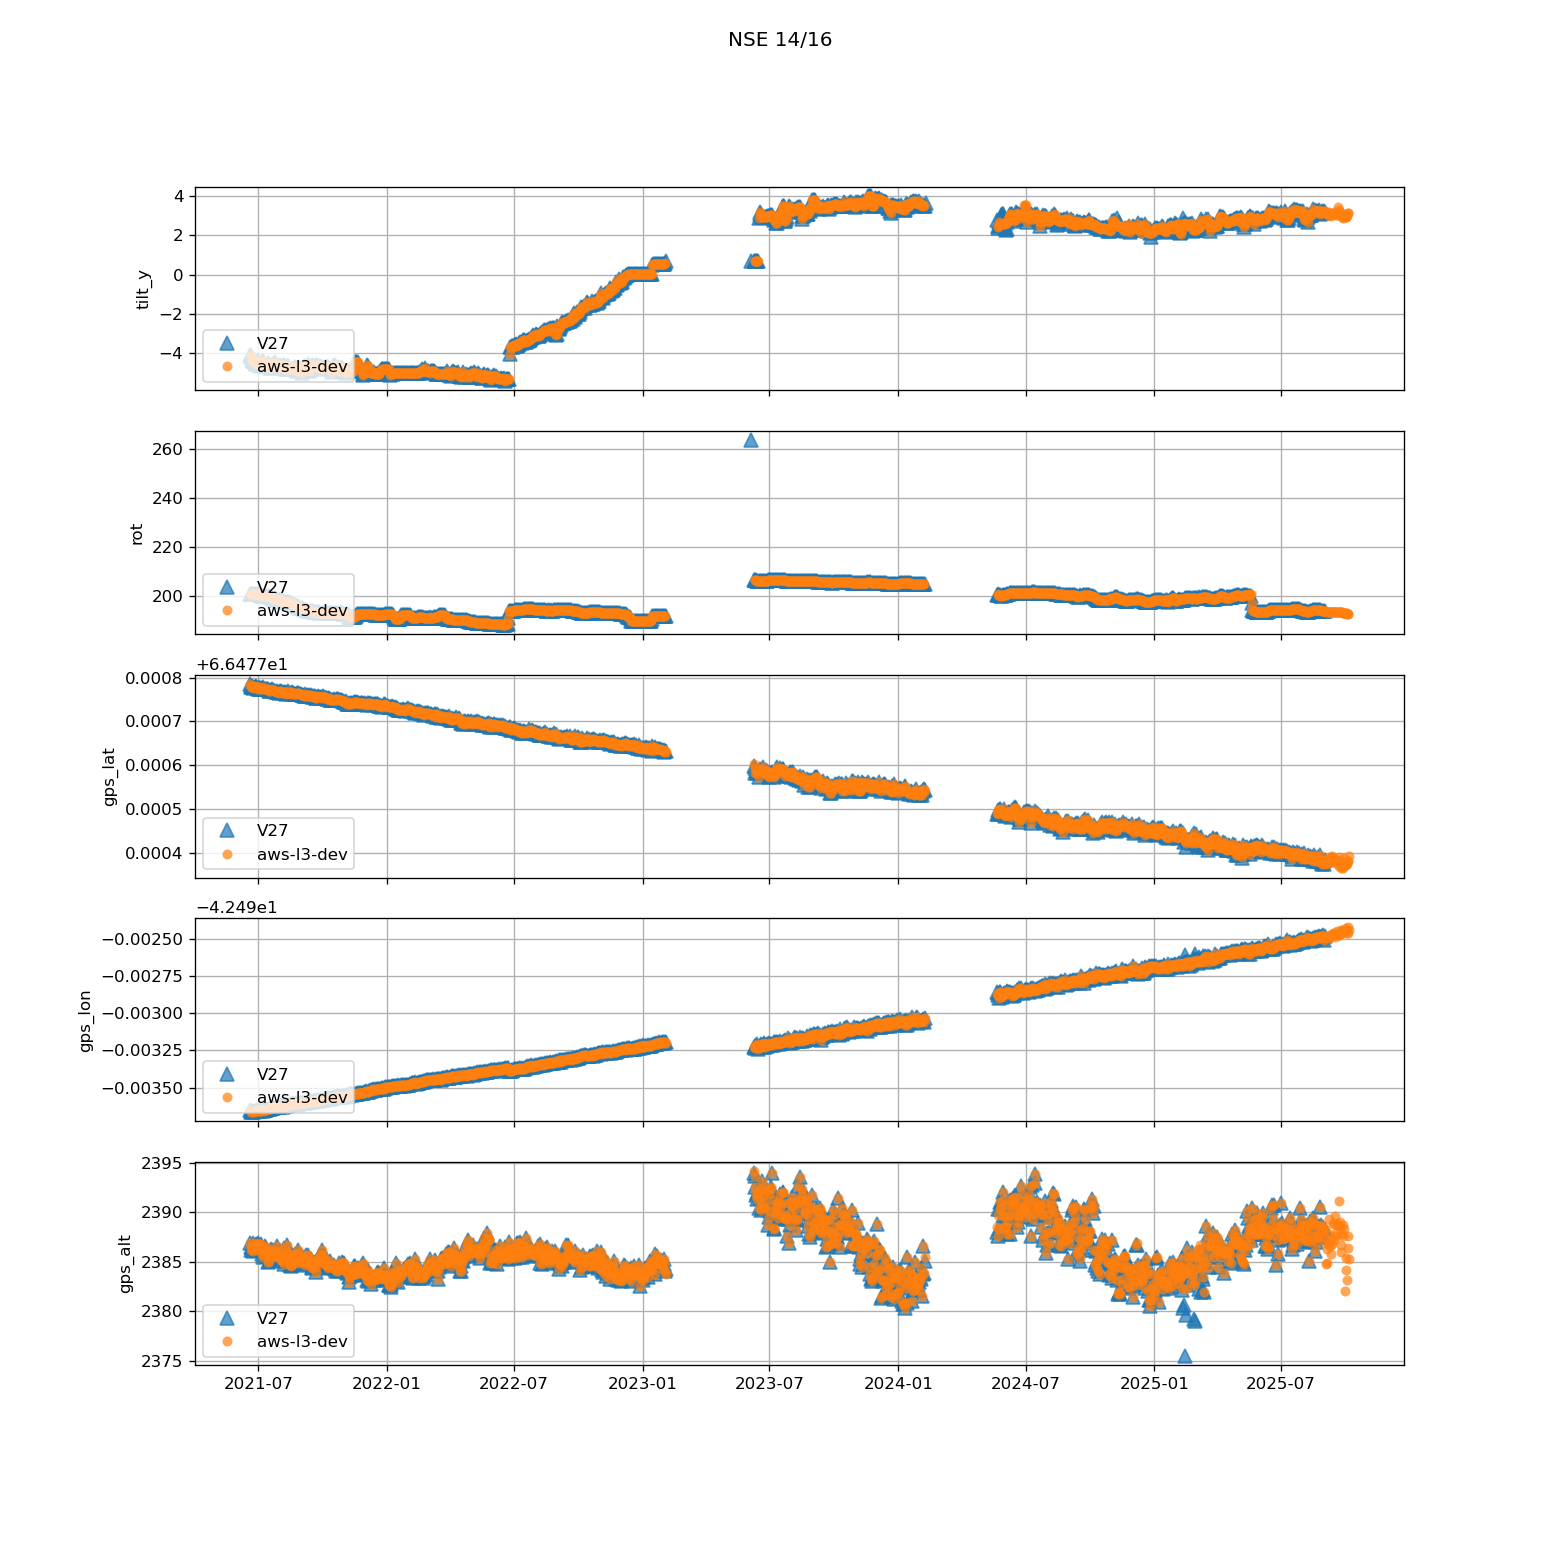 NSE 14/16
4
2
0
−2
−4
tilt_y
V27
aws-l3-dev
260
240
220
200
rot
V27
aws-l3-dev
+6.6477e1
0.0008
0.0007
0.0006
0.0005
0.0004
gps_lat
V27
aws-l3-dev
−4.249e1
−0.00250
−0.00275
−0.00300
−0.00325
−0.00350
gps_lon
V27
aws-l3-dev
2395
2390
2385
2380
2375
gps_alt
V27
aws-l3-dev
2021-07 2022-01 2022-07 2023-01 2023-07 2024-01 2024-07 2025-01 2025-07